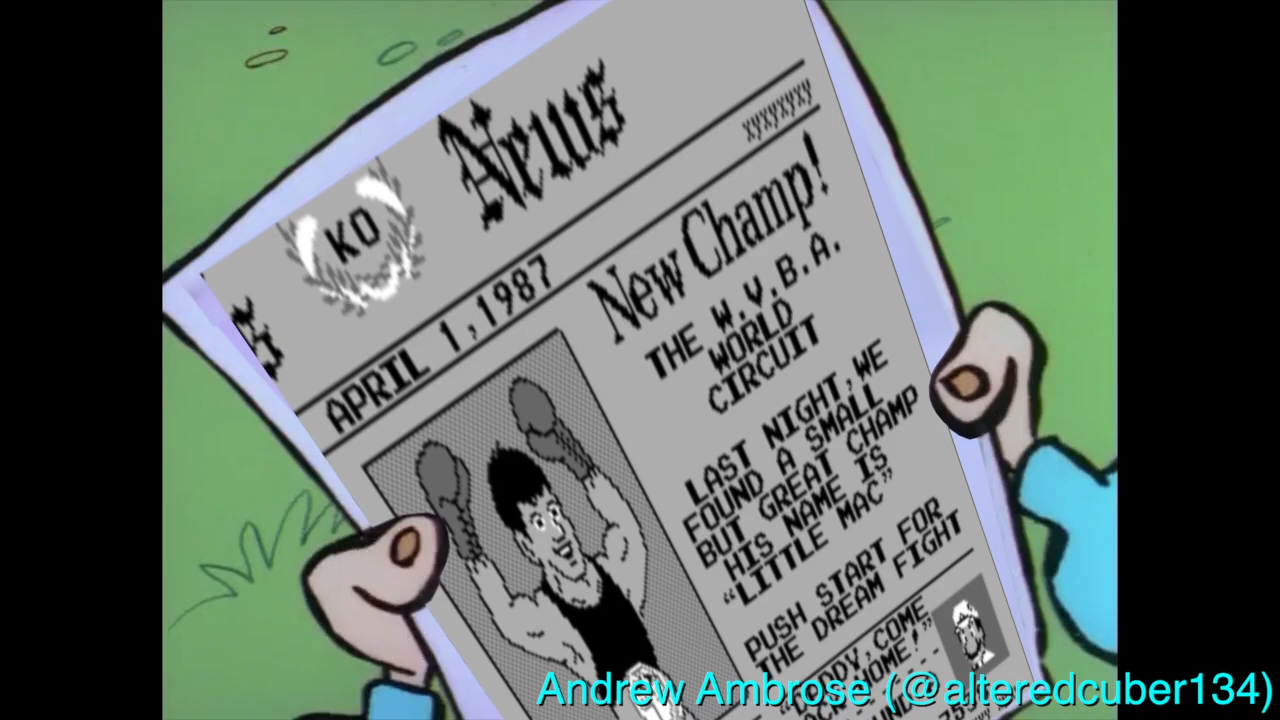 News
KO
xyxyxyxy
APRIL 1,1987
New Champ!
THE W.V.B.A.
WORLD
CIRCUIT
LAST NIGHT,WE
FOUND A SMALL
BUT GREAT CHAMP
HIS NAME IS
“LITTLE MAC”
PUSH START FOR
THE DREAM FIGHT
COME
HOME!”
Andrew Ambrose (@alteredcuber134)